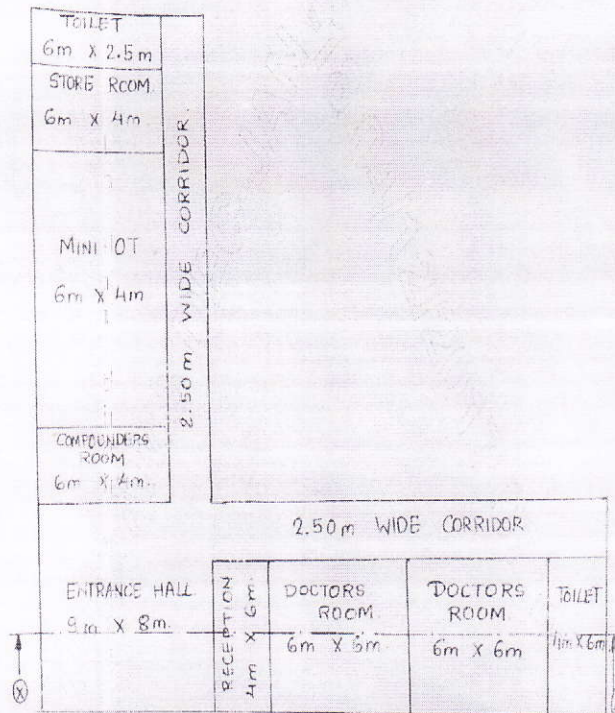 TOILET
6m X 2.5m
STORE ROOM.
6m X 4m
2.50m WIDE CORRIDOR
MINI OT
6m X 4m
COMPOUNDERS
ROOM
6m X 4m.
2.50m WIDE CORRIDOR
ENTRANCE HALL
9m X 8m.
RECEPTION
4m X 6m.
DOCTORS
ROOM.
6m X 6m
DOCTORS
ROOM
6m X 6m
TOILET
4m X 6m
X